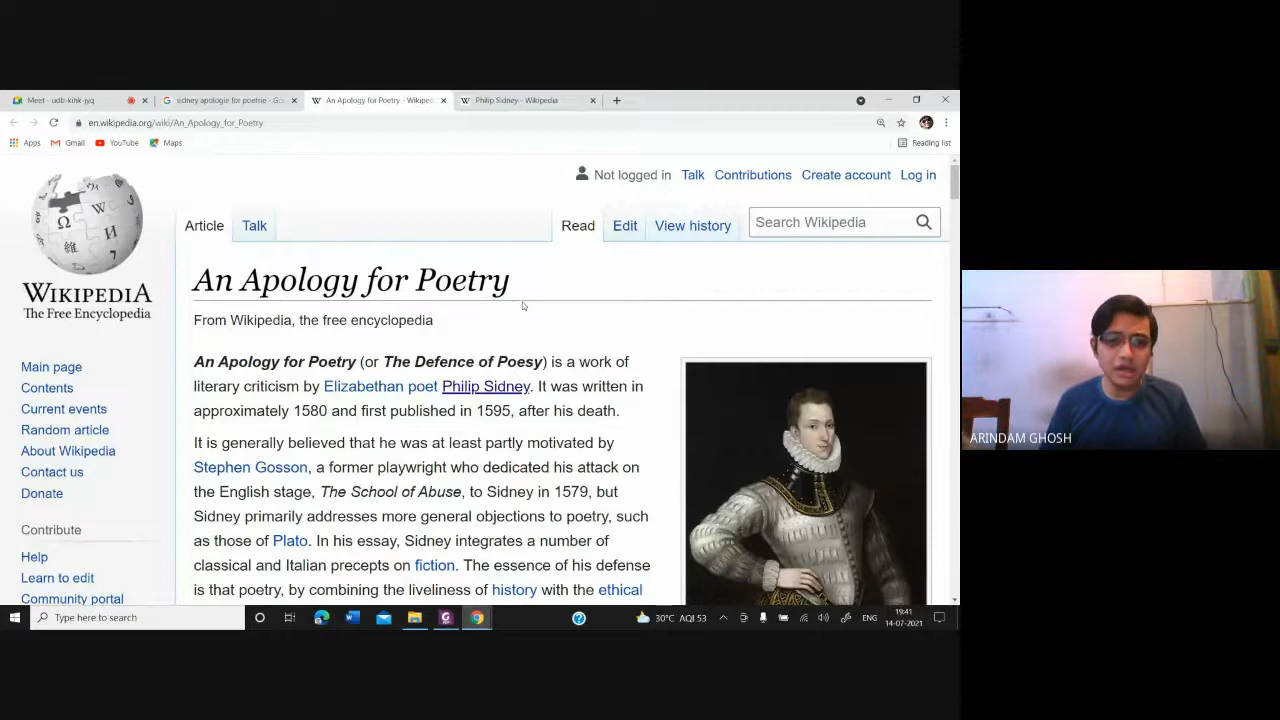 Meet - udb-kihk-jyq
sidney apologie for poetrie - Go
An Apology for Poetry - Wikiped
Philip Sidney - Wikipedia
en.wikipedia.org/wiki/An_Apology_for_Poetry
Apps Gmail YouTube Maps Reading list
Not logged in Talk Contributions Create account Log in
Article Talk Read Edit View history Search Wikipedia
WIKIPEDIA
The Free Encyclopedia
Main page
Contents
Current events
Random article
About Wikipedia
Contact us
Donate
Contribute
Help
Learn to edit
Community portal
An Apology for Poetry
From Wikipedia, the free encyclopedia
An Apology for Poetry (or The Defence of Poesy) is a work of
literary criticism by Elizabethan poet Philip Sidney. It was written in
approximately 1580 and first published in 1595, after his death.
It is generally believed that he was at least partly motivated by
Stephen Gosson, a former playwright who dedicated his attack on
the English stage, The School of Abuse, to Sidney in 1579, but
Sidney primarily addresses more general objections to poetry, such
as those of Plato. In his essay, Sidney integrates a number of
classical and Italian precepts on fiction. The essence of his defense
is that poetry, by combining the liveliness of history with the ethical
ARINDAM GHOSH
Type here to search
30°C AQI 53
ENG
19:41
14-07-2021